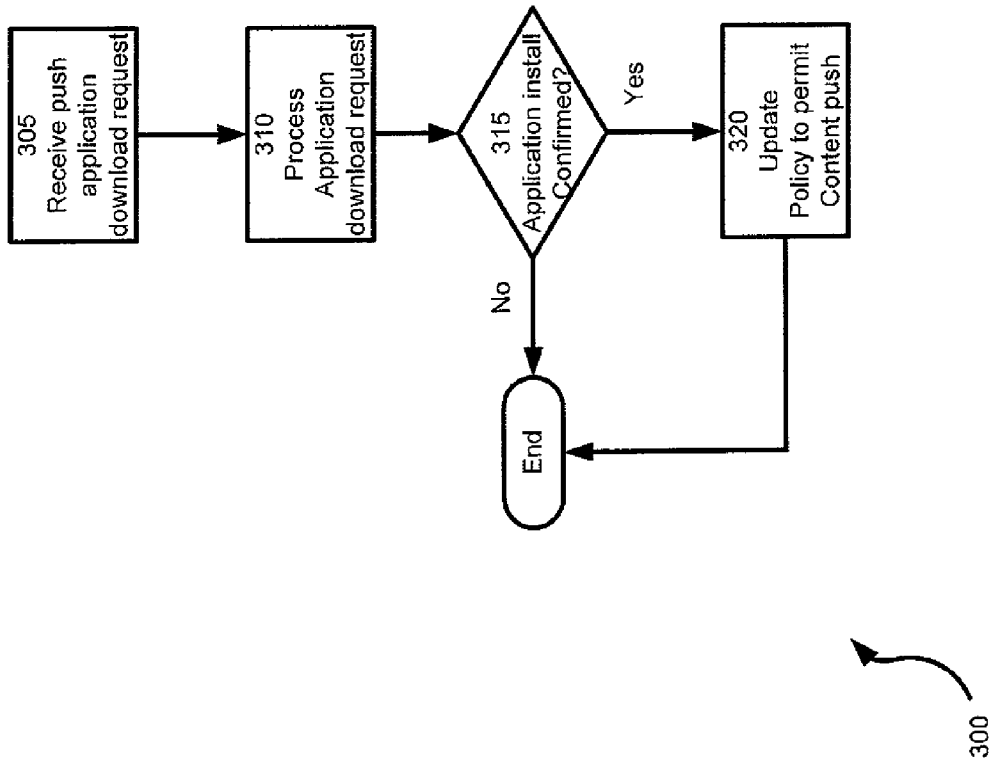 305
Receive push
application
download request
310
Process
Application
download request
315
Application install
Confirmed?
No
Yes
320
Update
Policy to permit
Content push
End
300